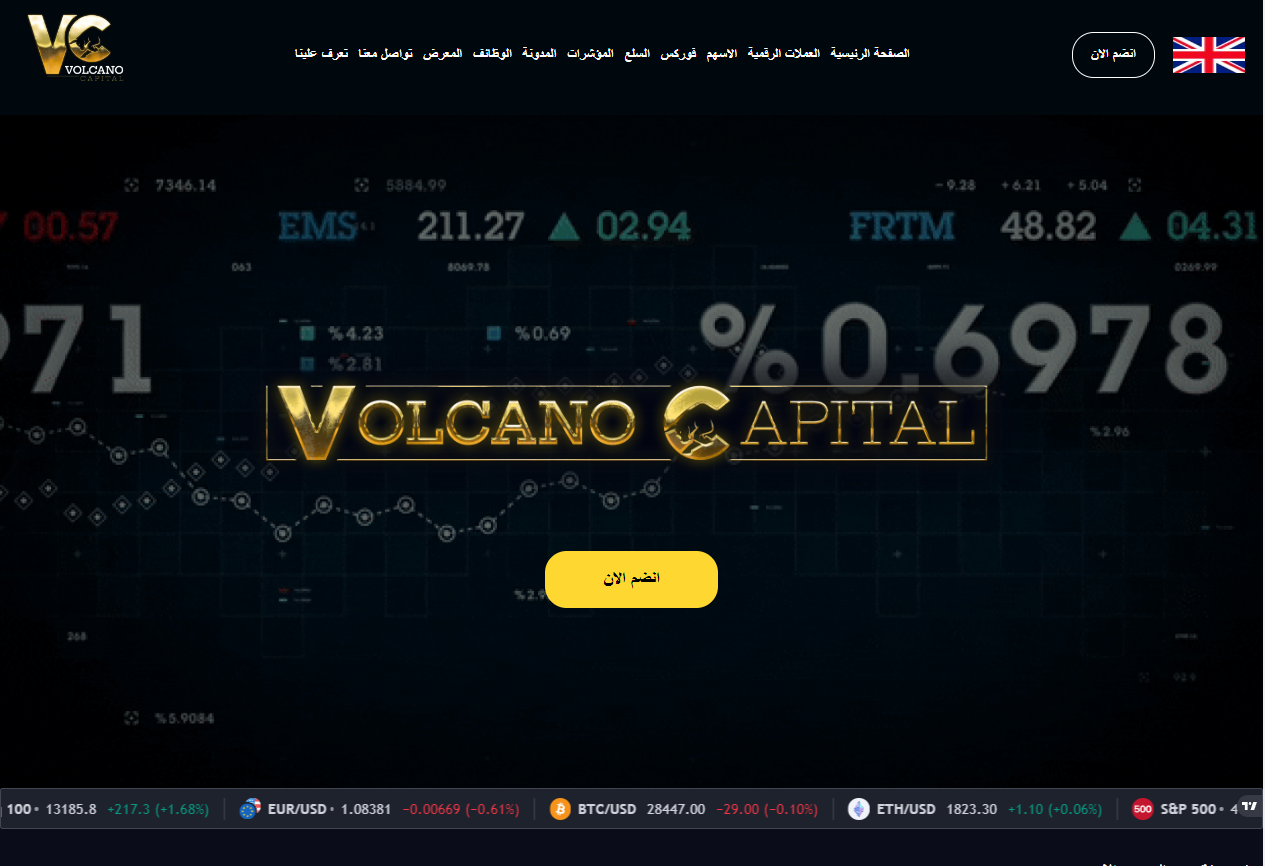 VC
VOLCANO
CAPITAL
الصفحة الرئيسية العملات الرقمية الاسهم فوركس السلع المؤشرات المدونة الوظائف المعرض تواصل معنا تعرف علينا
انضم الان
7346.14 5884.99 - 9.28 + 6.21 + 5.04
00.57 EMS 211.27 ▲ 02.94 FRTM 48.82 ▲ 04.31
063 8069.78 0269.99
971 %0.6978
%4.23 %0.69
%2.81
VOLCANO CAPITAL
%2.96
انضم الان
%2.9
268
92.9
%5.9084
100 • 13185.8 +217.3 (+1.68%) EUR/USD • 1.08381 −0.00669 (−0.61%) BTC/USD 28447.00 −29.00 (−0.10%) ETH/USD 1823.30 +1.10 (+0.06%) 500 S&P 500 • 4